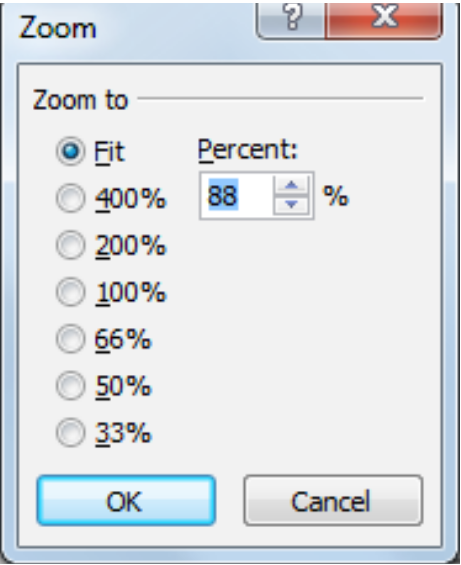 Zoom
?
X
Zoom to
Fit
Percent:
400%
88 %
200%
100%
66%
50%
33%
OK
Cancel